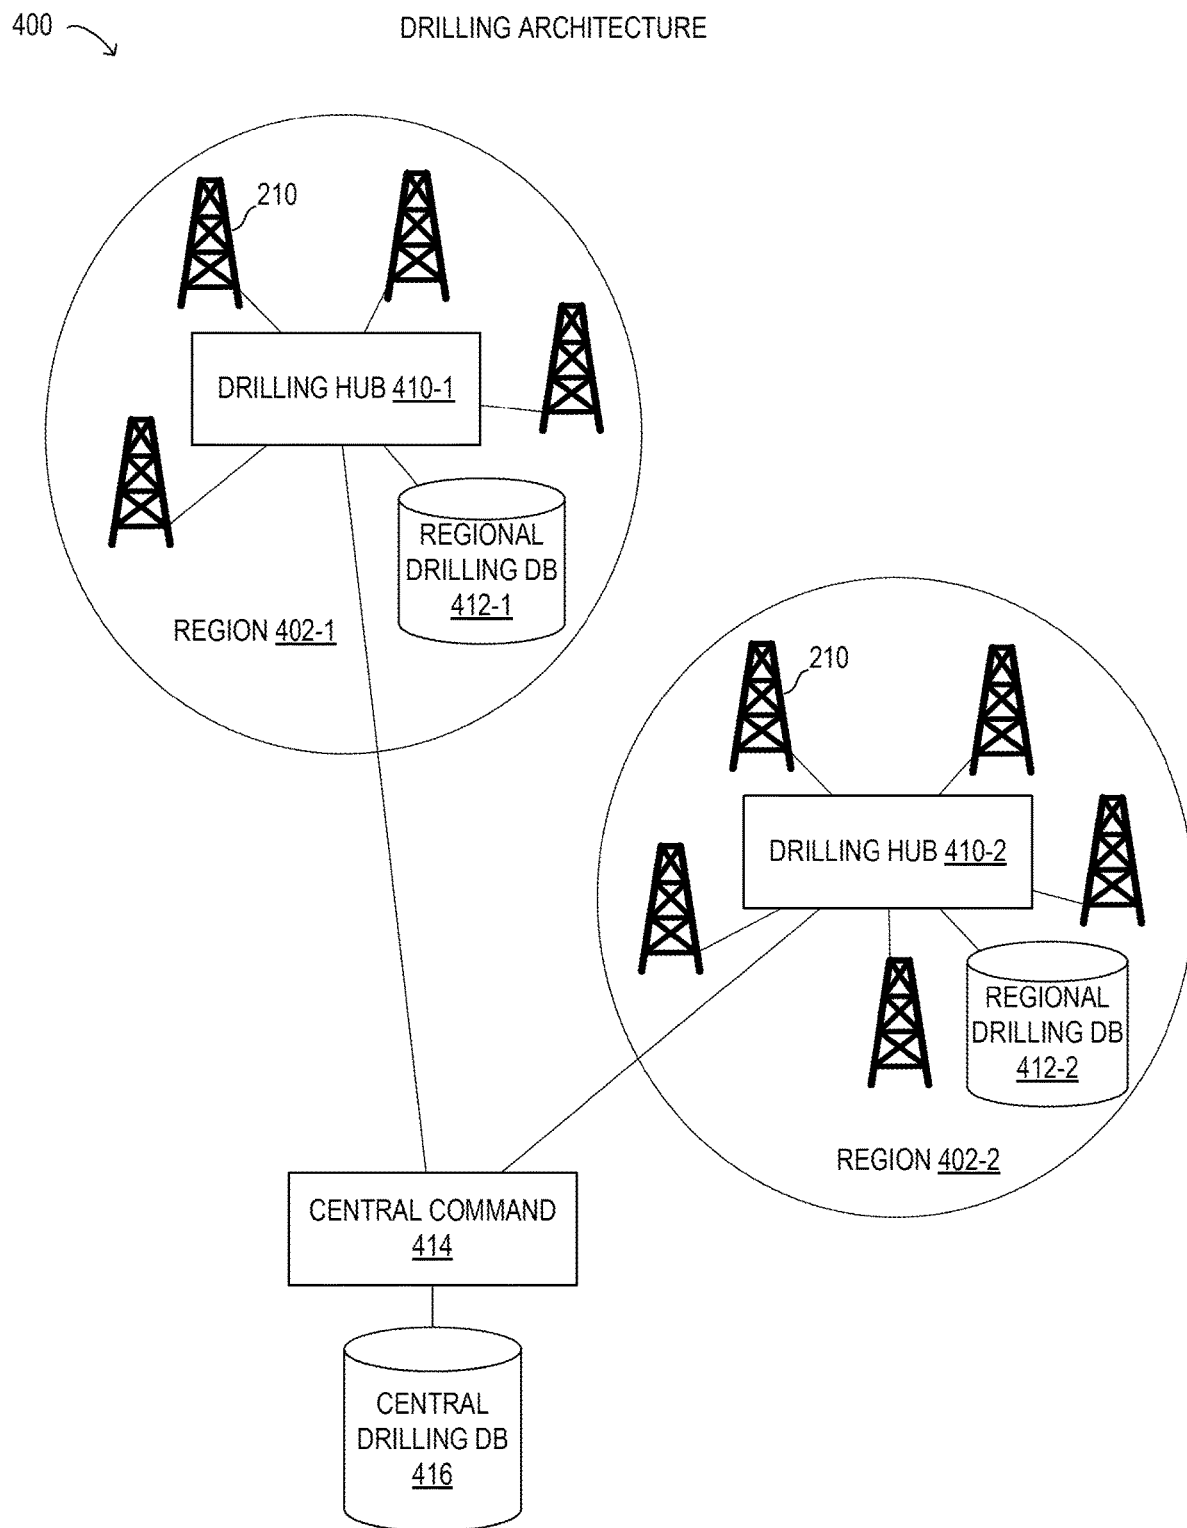 400
DRILLING ARCHITECTURE
210
DRILLING HUB 410-1
REGIONAL
DRILLING DB
412-1
REGION 402-1
210
DRILLING HUB 410-2
REGIONAL
DRILLING DB
412-2
REGION 402-2
CENTRAL COMMAND
414
CENTRAL
DRILLING DB
416